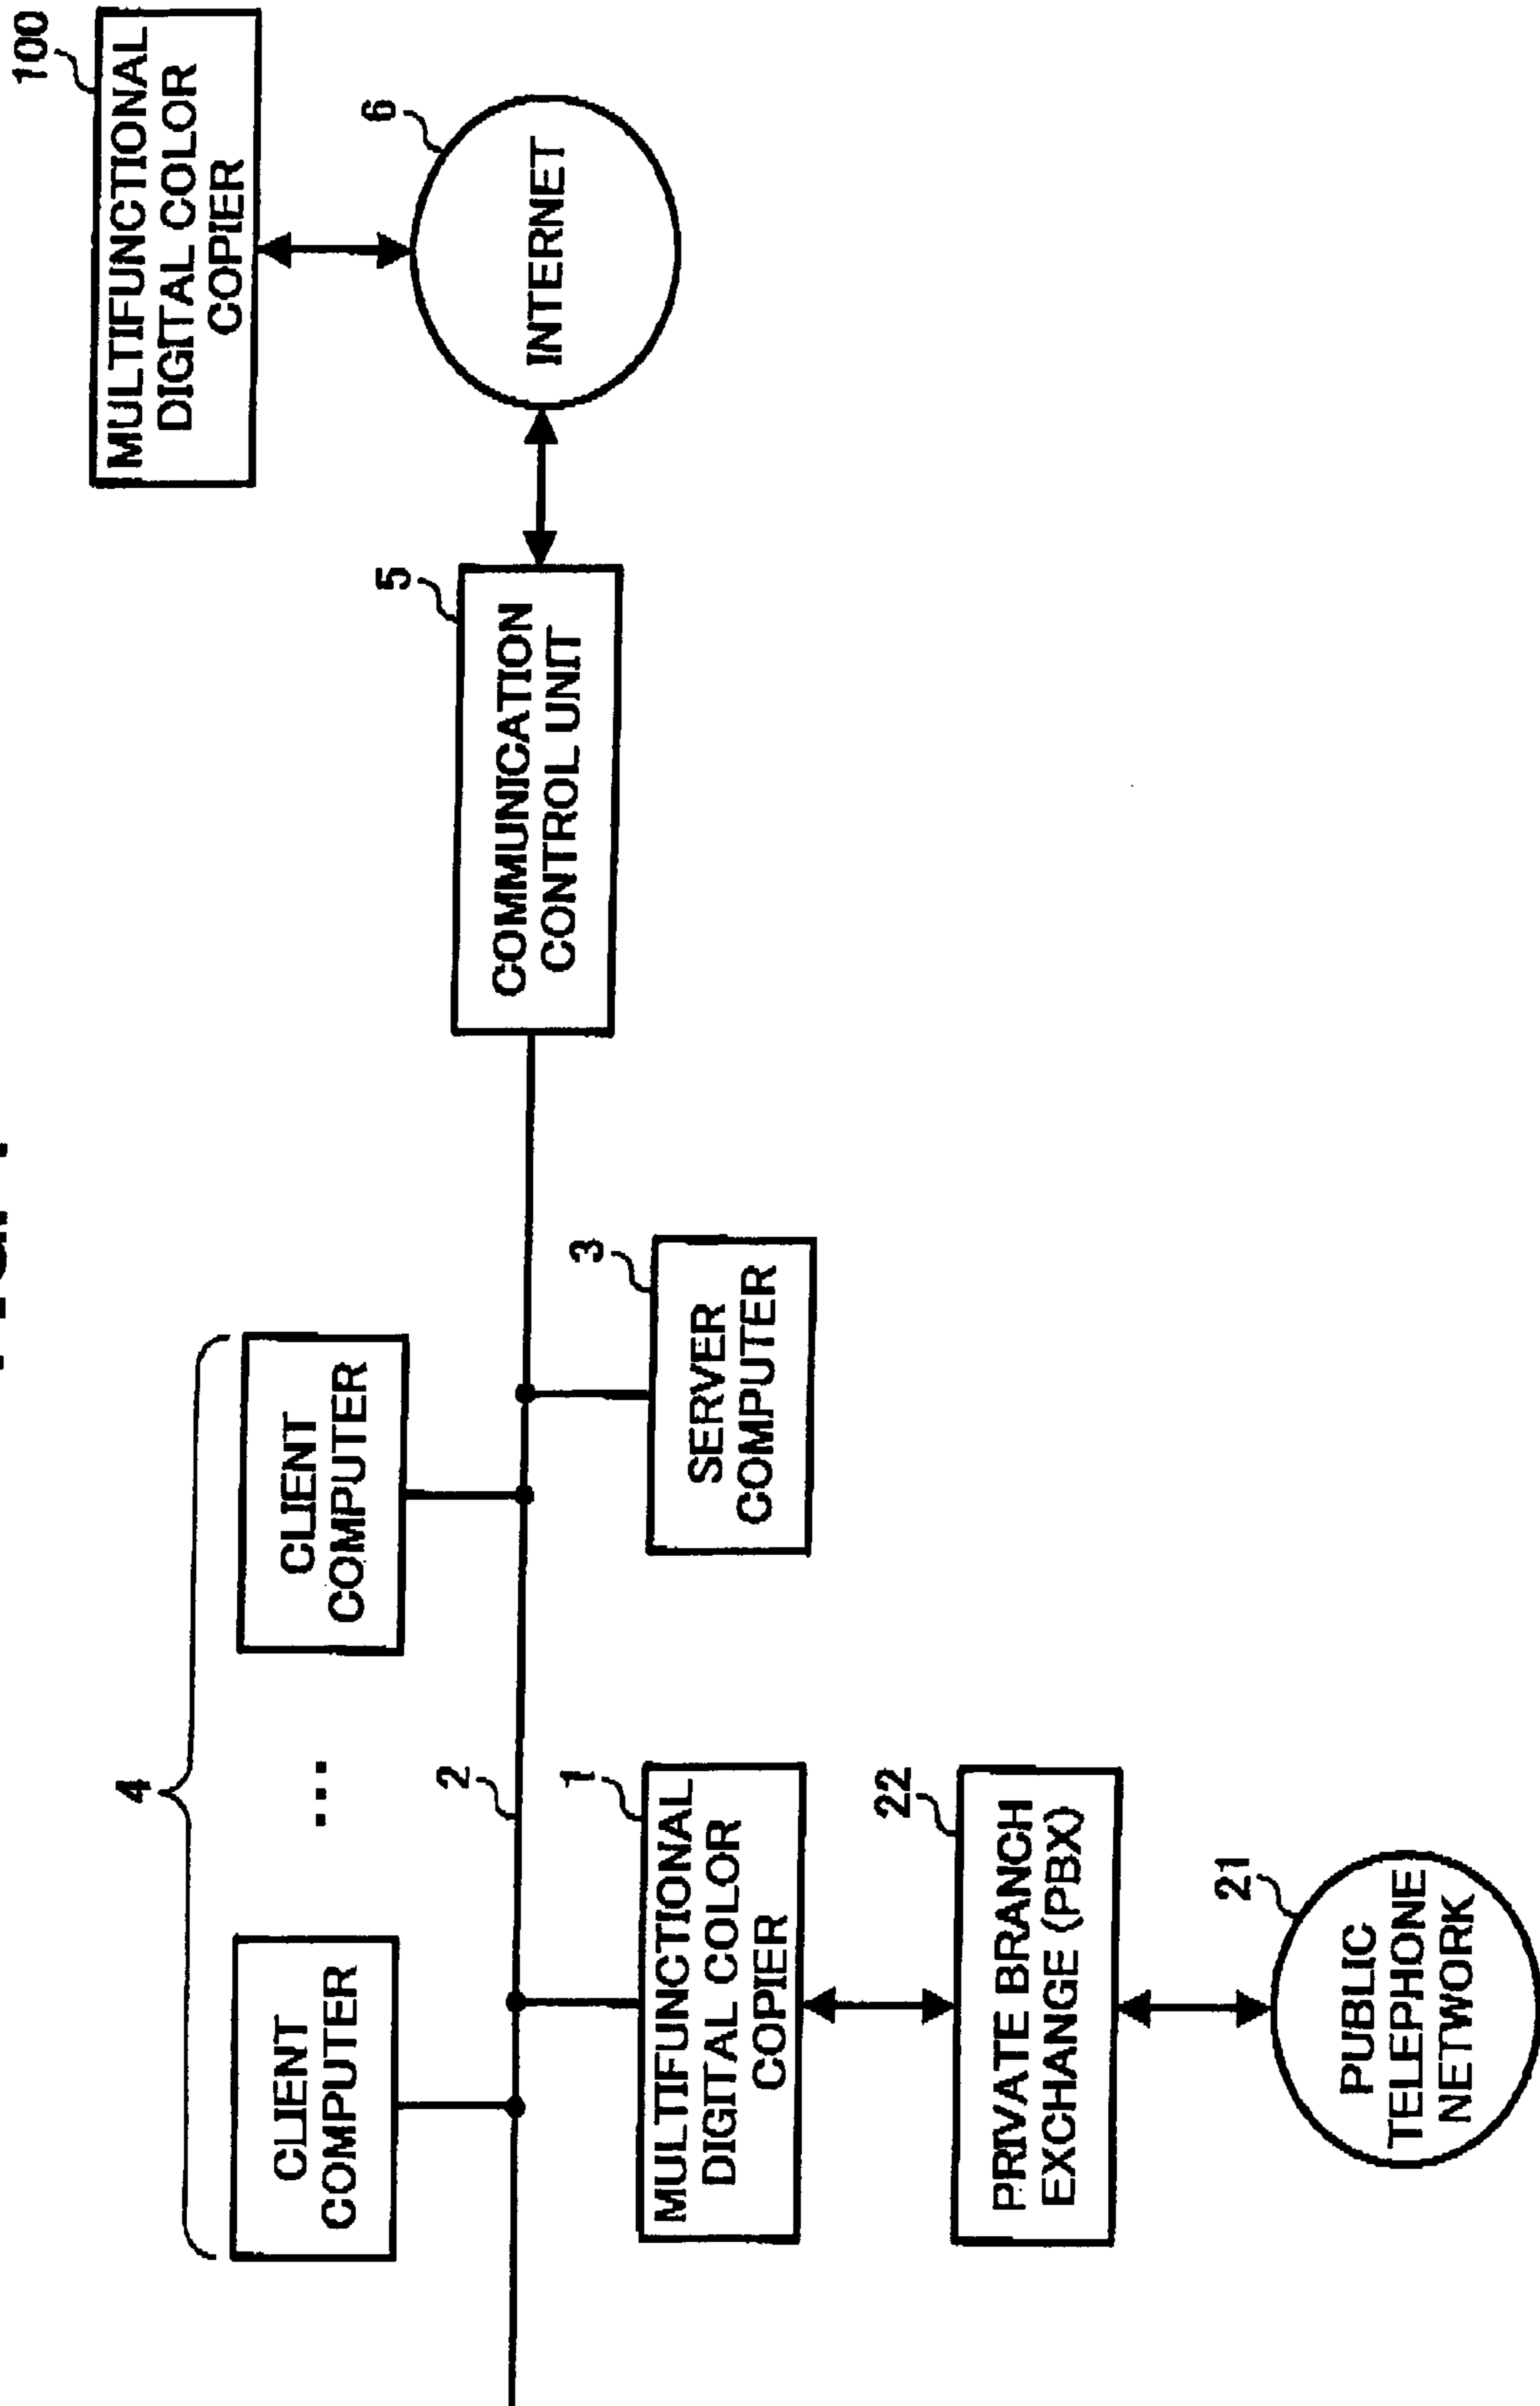 4
CLIENT
COMPUTER
...
CLIENT
COMPUTER
2
1
MULTIFUNCTIONAL
DIGITAL COLOR
COPIER
3
SERVER
COMPUTER
22
PRIVATE BRANCH
EXCHANGE (PBX)
21
PUBLIC
TELEPHONE
NETWORK
5
COMMUNICATION
CONTROL UNIT
6
INTERNET
100
MULTIFUNCTIONAL
DIGITAL COLOR
COPIER